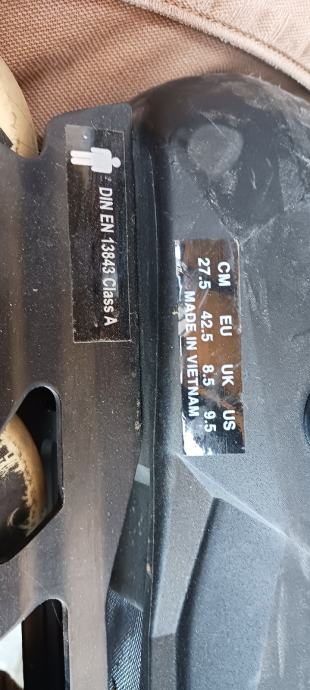 DIN EN 13843 Class A
CM EU UK US
27.5 42.5 8.5 9.5
MADE IN VIETNAM